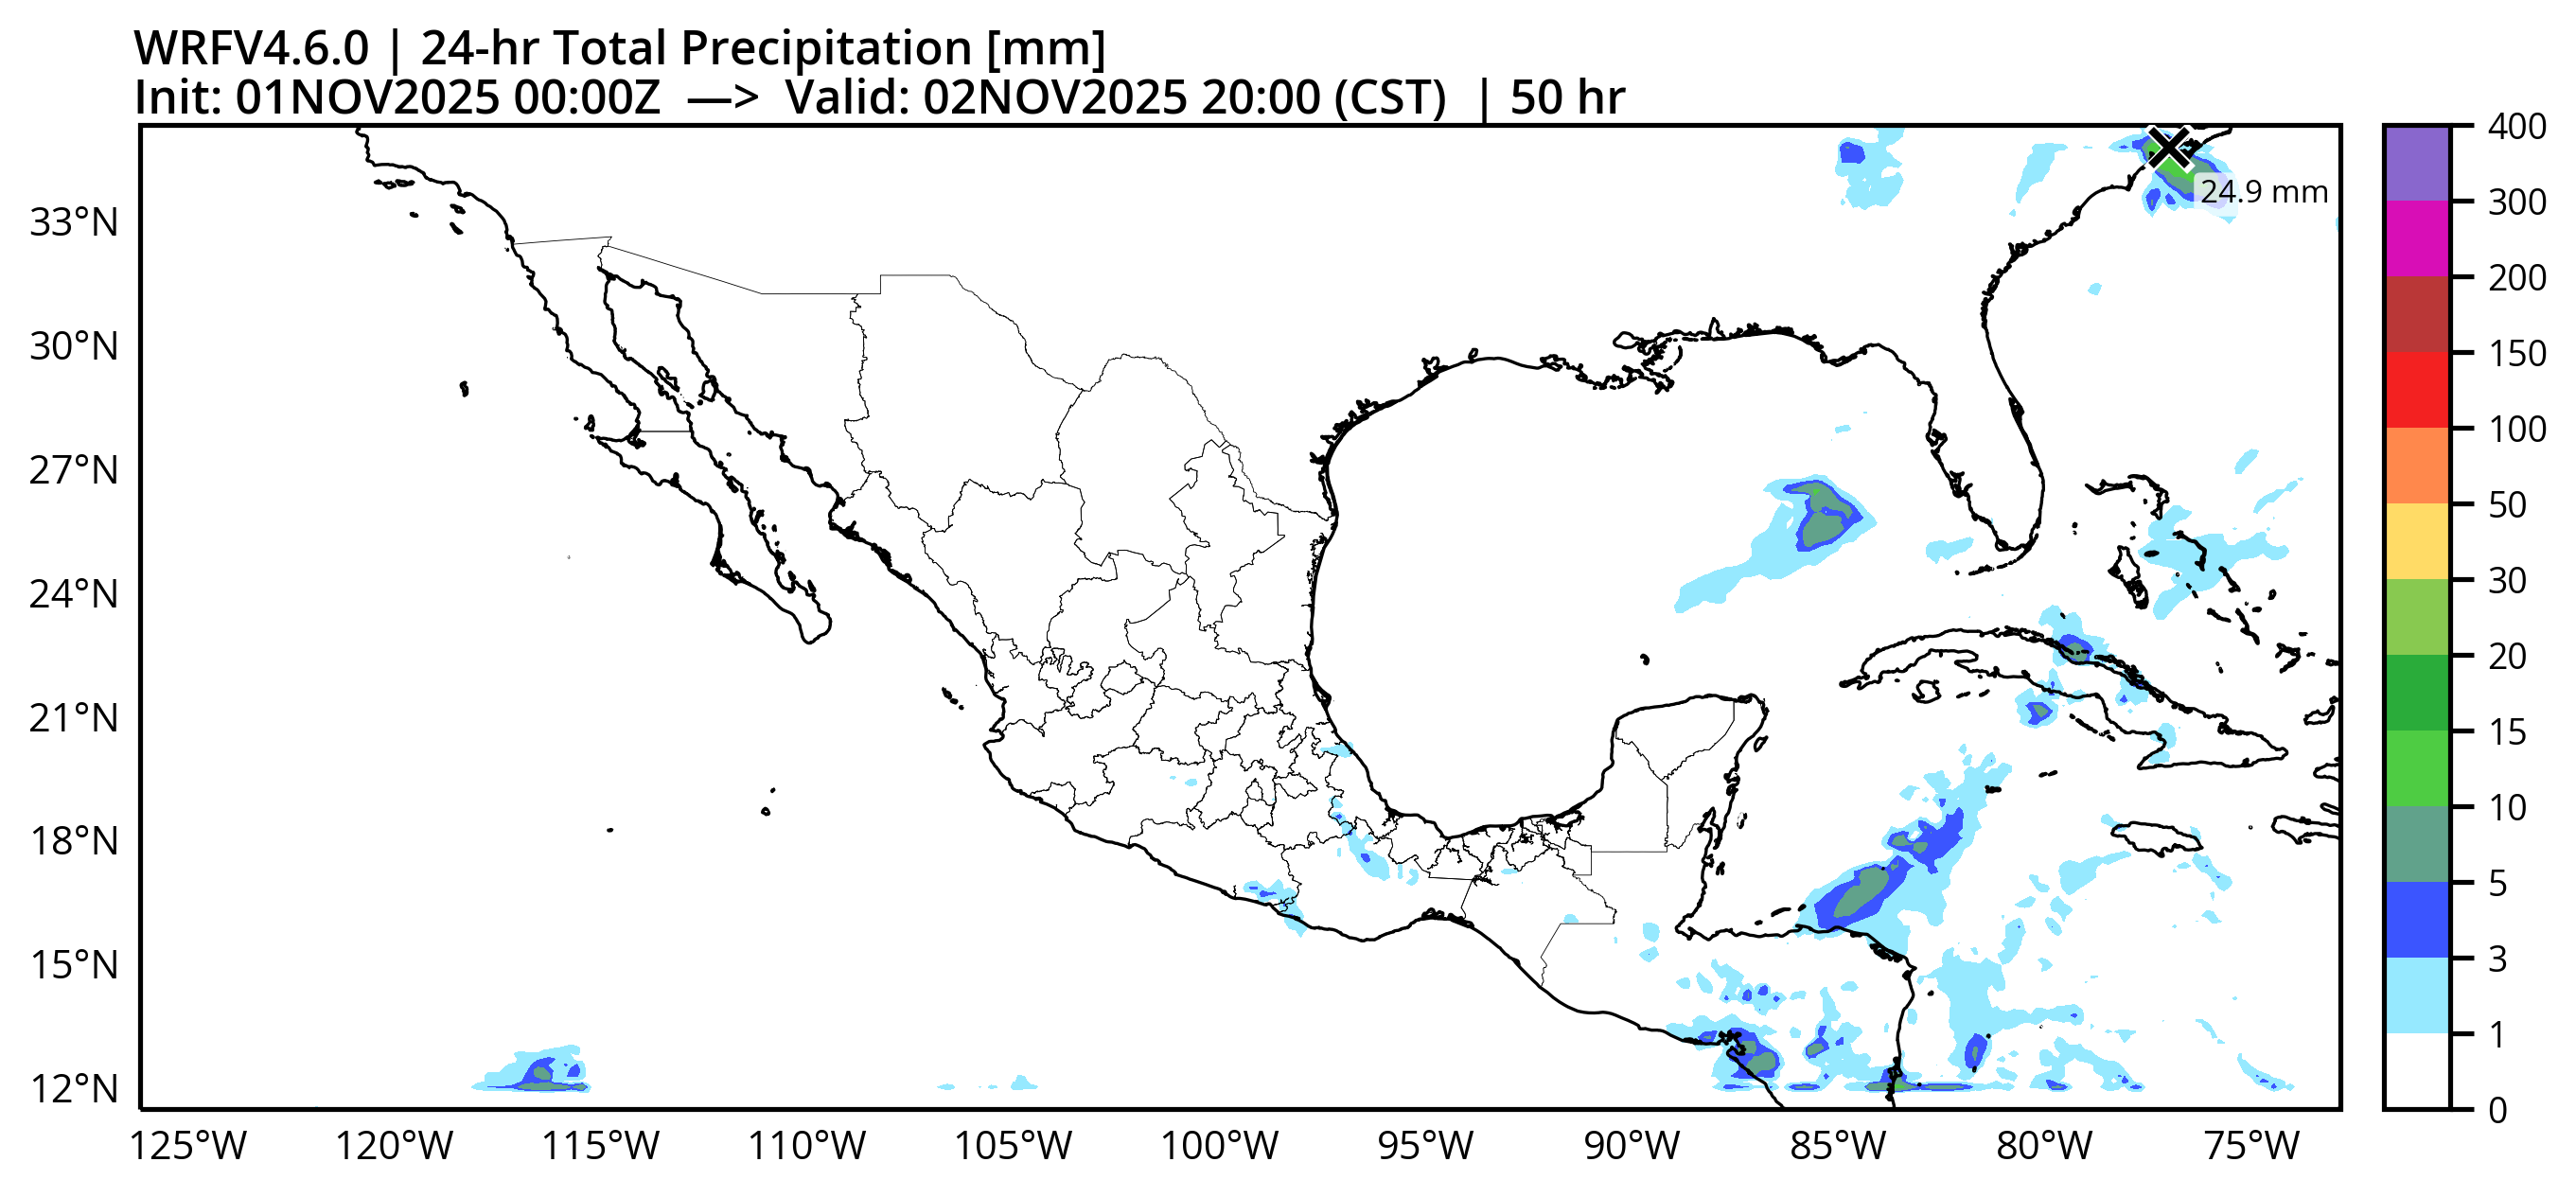 WRFV4.6.0 | 24-hr Total Precipitation [mm]
Init: 01NOV2025 00:00Z —> Valid: 02NOV2025 20:00 (CST) | 50 hr
24.9 mm
33°N
30°N
27°N
24°N
21°N
18°N
15°N
12°N
125°W 120°W 115°W 110°W 105°W 100°W 95°W 90°W 85°W 80°W 75°W
400
300
200
150
100
50
30
20
15
10
5
3
1
0